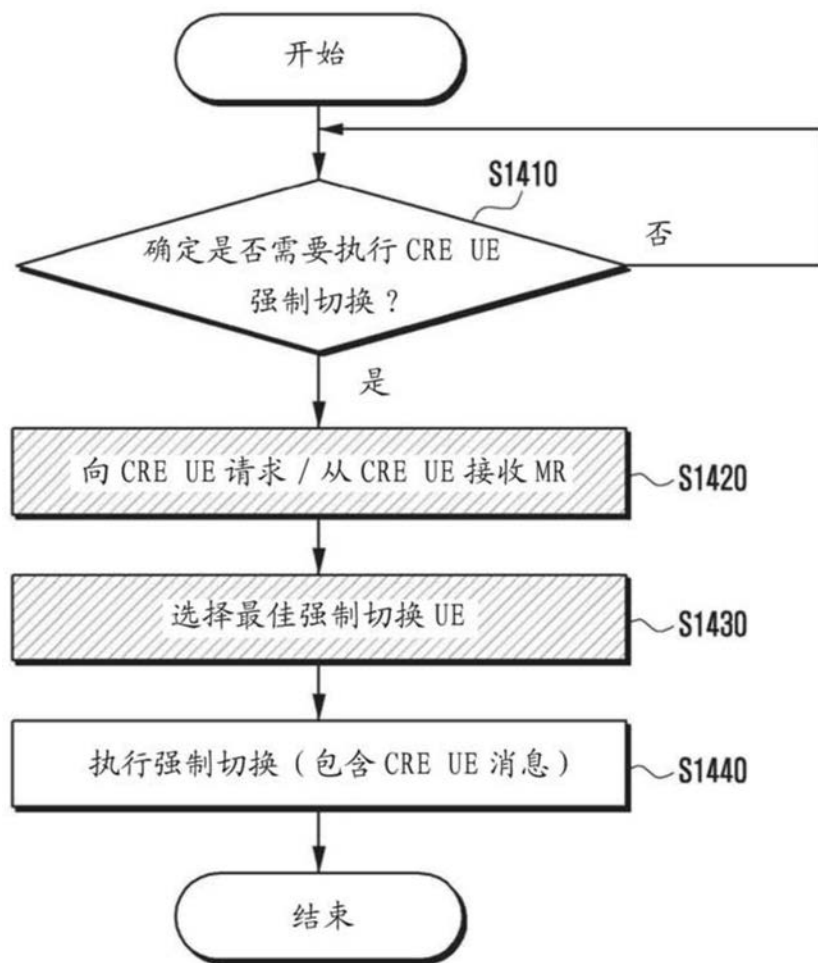 开始
S1410
确定是否需要执行 CRE UE
强制切换？
否
是
向 CRE UE 请求 / 从 CRE UE 接收 MR
S1420
选择最佳强制切换 UE
S1430
执行强制切换（包含 CRE UE 消息）
S1440
结束